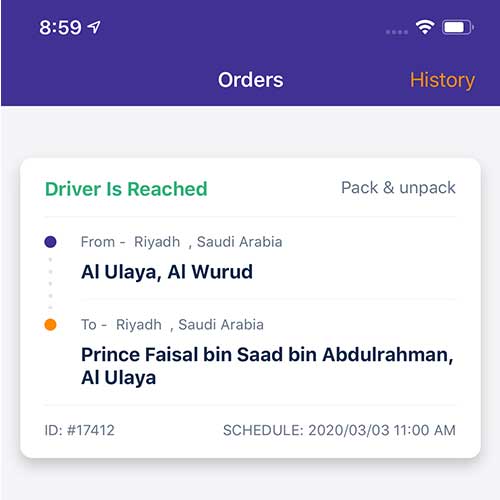 8:59
Orders
History
Driver Is Reached
Pack & unpack
From - Riyadh , Saudi Arabia
Al Ulaya, Al Wurud
To - Riyadh , Saudi Arabia
Prince Faisal bin Saad bin Abdulrahman,
Al Ulaya
ID: #17412
SCHEDULE: 2020/03/03 11:00 AM